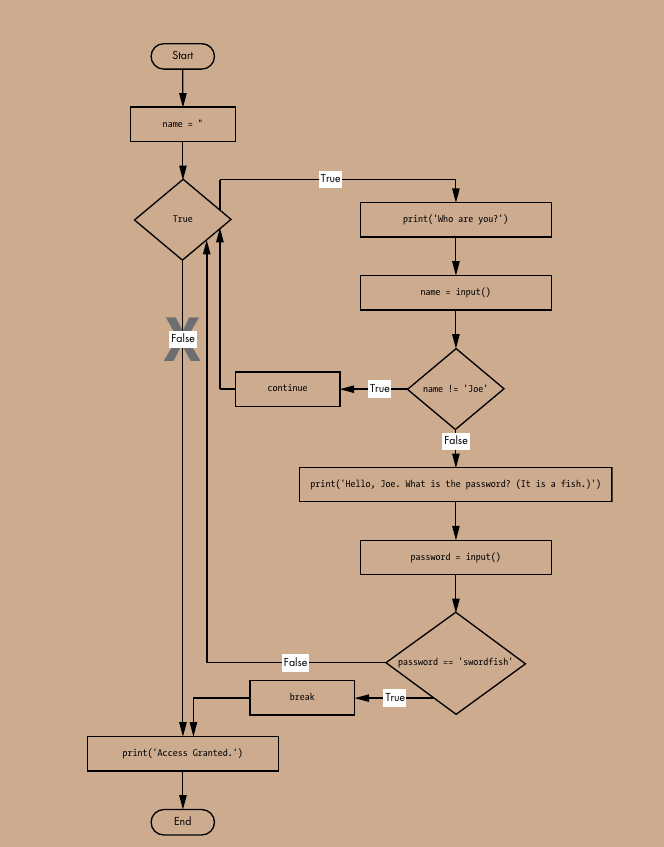 Start
name = "
True
True
print('Who are you?')
name = input()
False
continue
True
name != 'Joe'
False
print('Hello, Joe. What is the password? (It is a fish.)')
password = input()
password == 'swordfish'
False
break
True
print('Access Granted.')
End